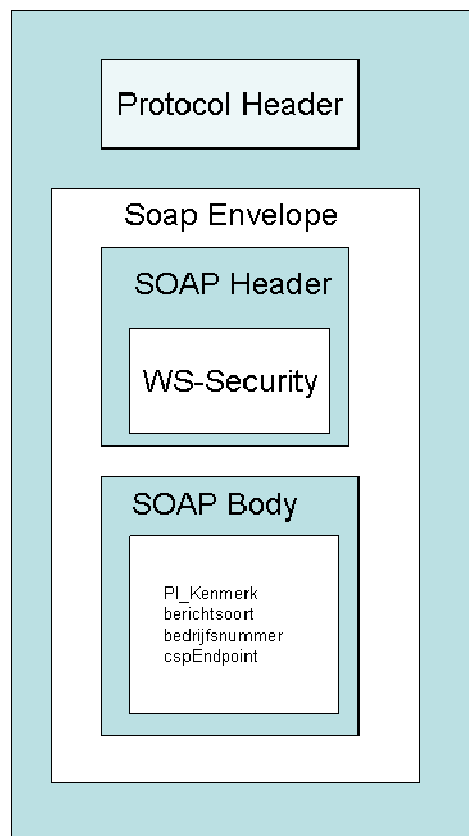 Protocol Header
Soap Envelope
SOAP Header
WS-Security
SOAP Body
PI_Kenmerk
berichtsoort
bedrijfsnummer
cspEndpoint